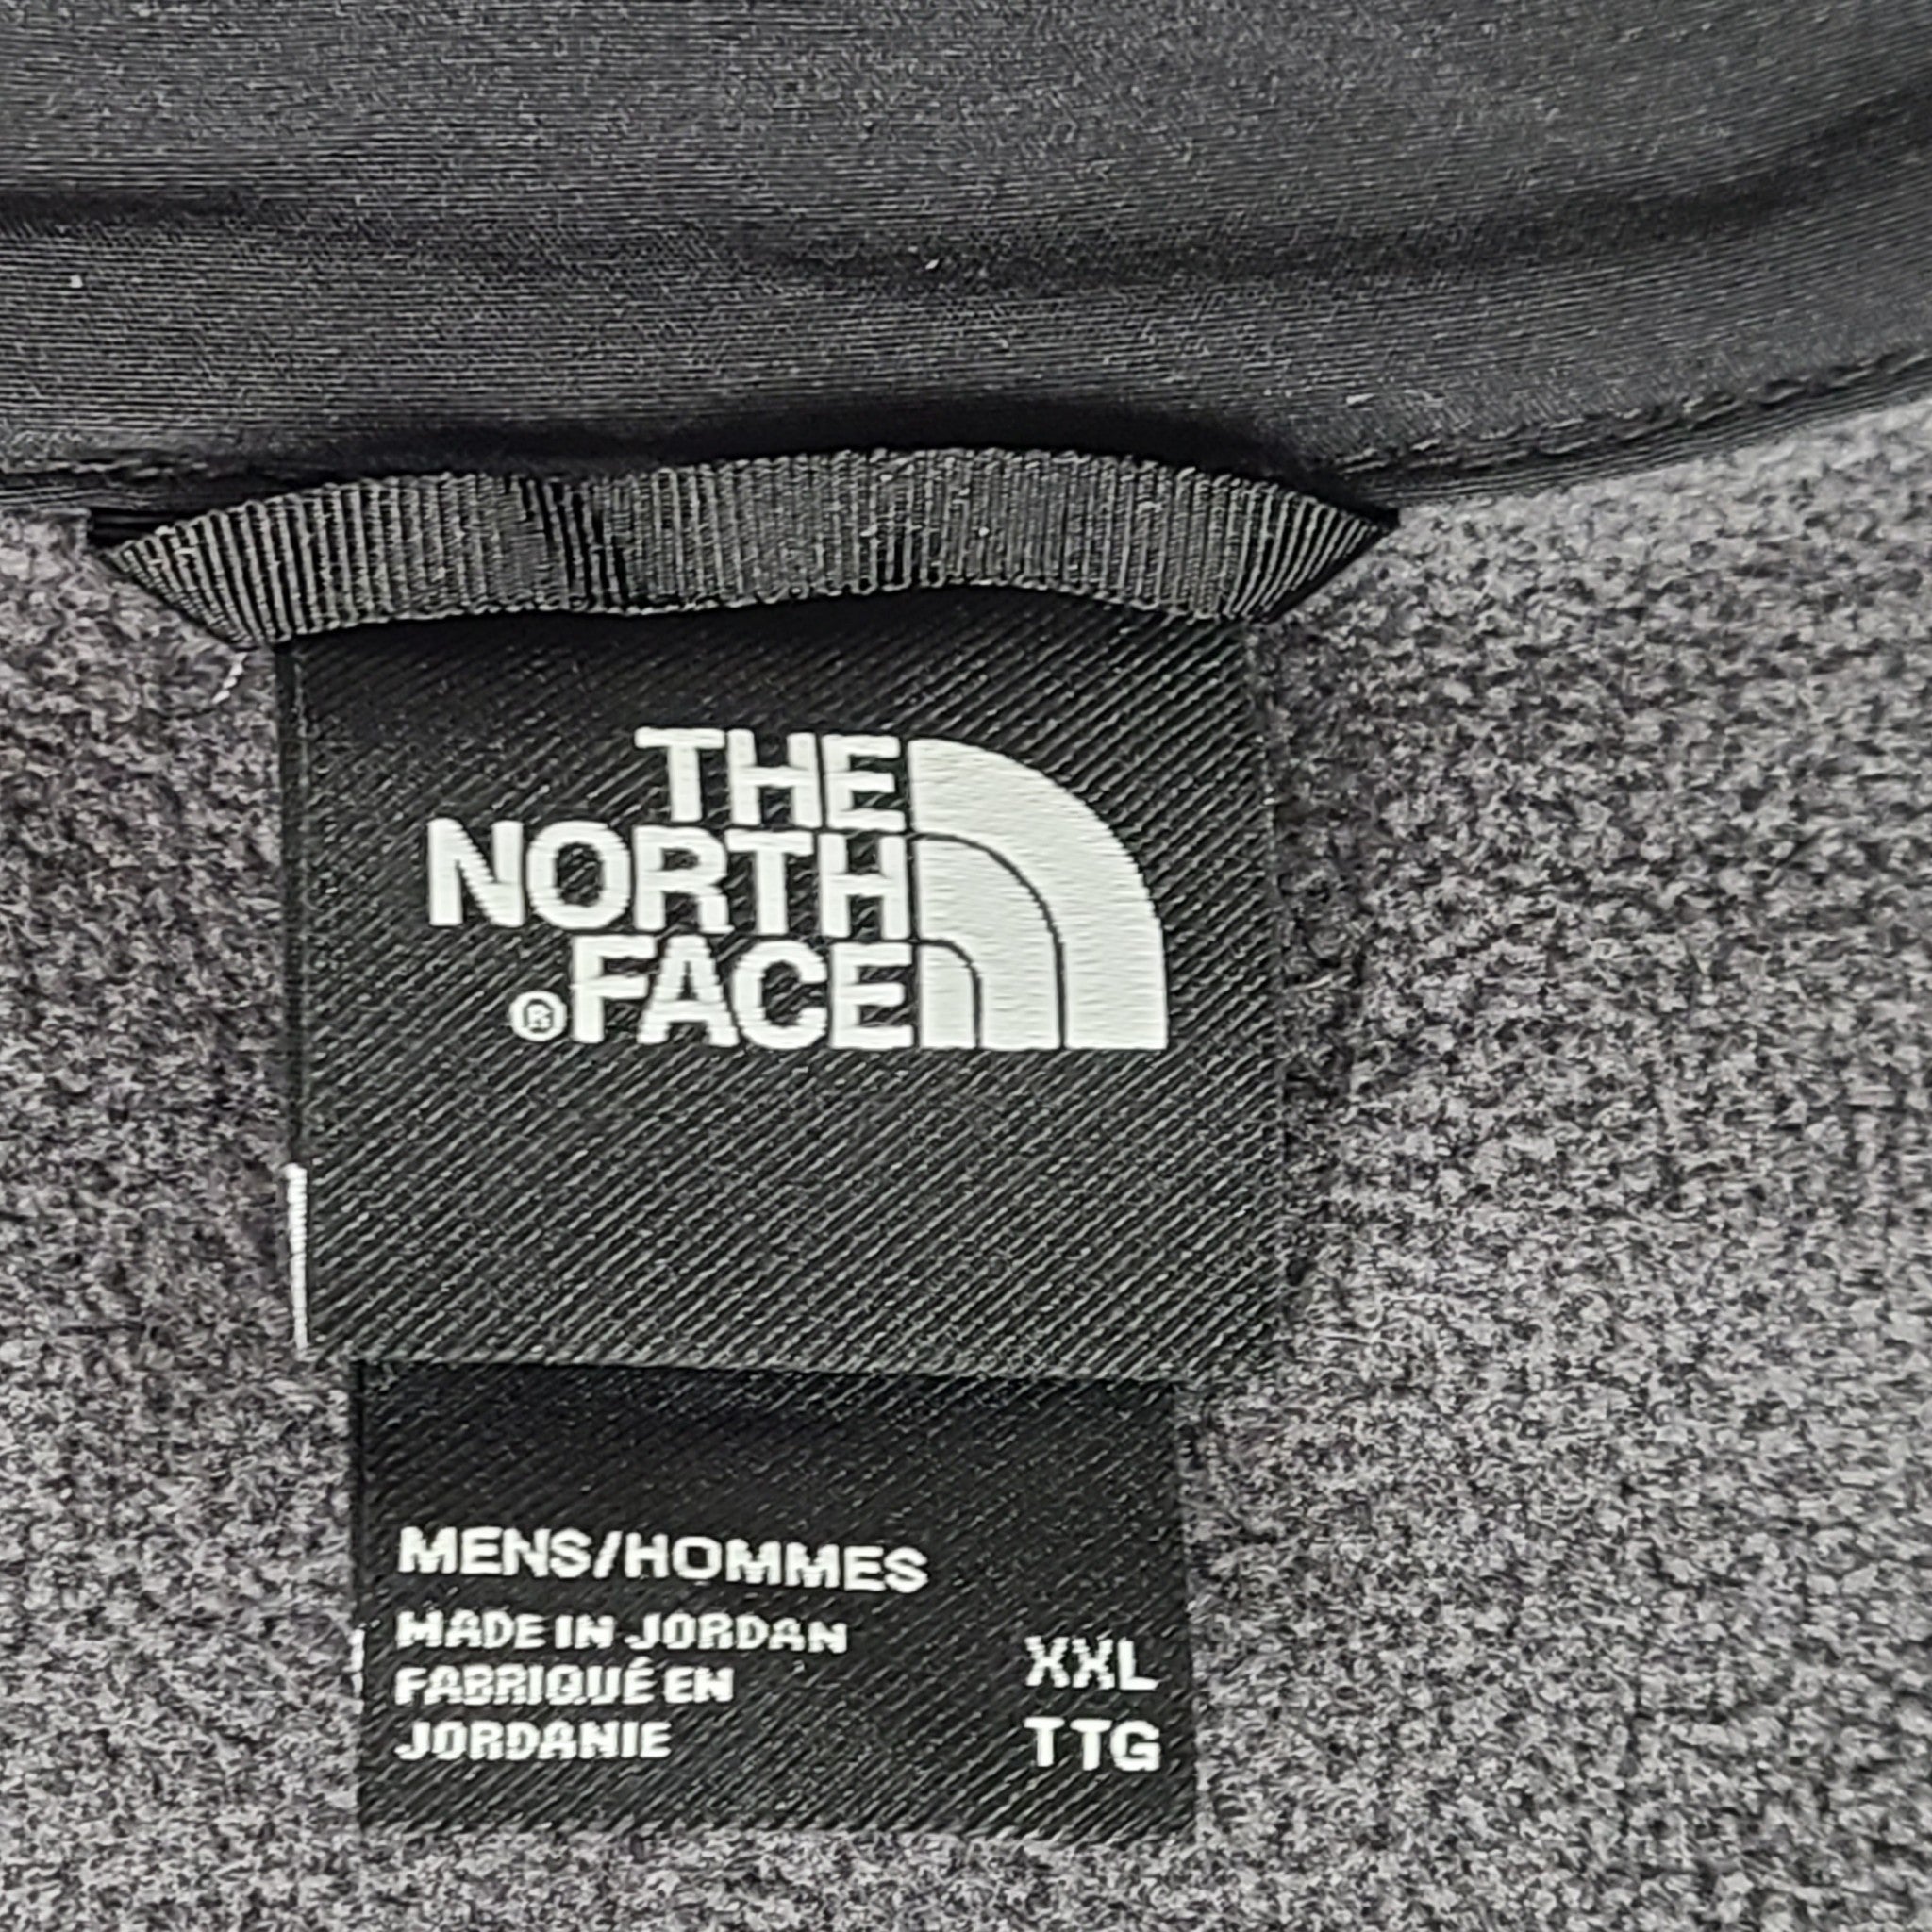 THE
NORTH
®FACE
MENS/HOMMES
MADE IN JORDAN
FABRIQUÉ EN
JORDANIE
XXL
TTG